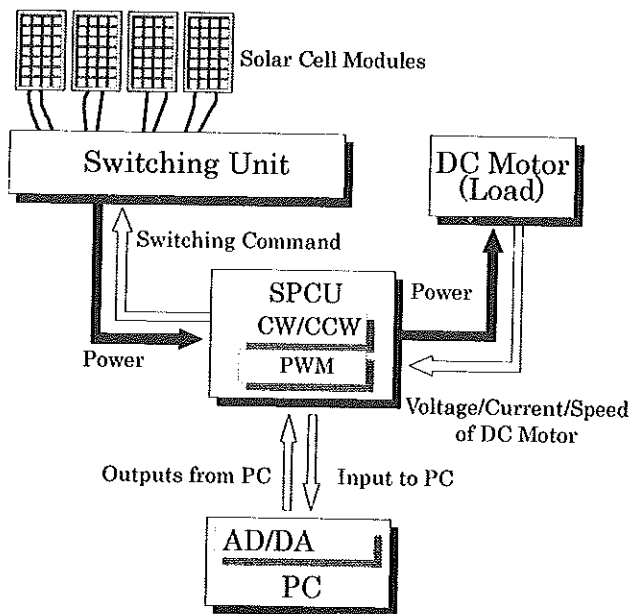 Solar Cell Modules
Switching Unit
DC Motor
(Load)
Switching Command
SPCU
CW/CCW
PWM
Power
Power
Voltage/Current/Speed
of DC Motor
Outputs from PC
Input to PC
AD/DA
PC